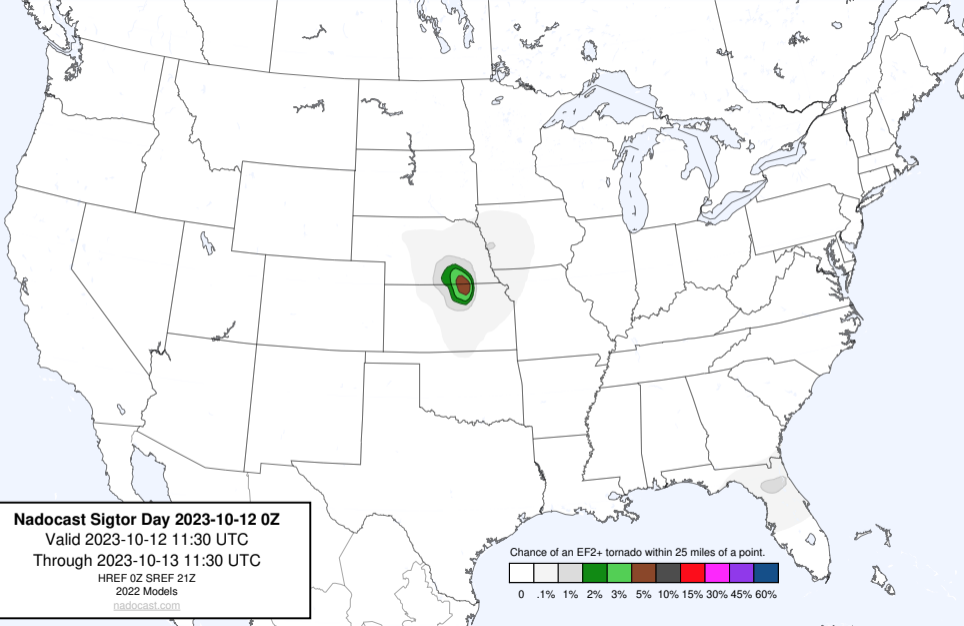 Nadocast Sigtor Day 2023-10-12 0Z
Valid 2023-10-12 11:30 UTC
Through 2023-10-13 11:30 UTC
HREF 0Z SREF 21Z
2022 Models
nadocast.com
Chance of an EF2+ tornado within 25 miles of a point.
0 .1% 1% 2% 3% 5% 10% 15% 30% 45% 60%